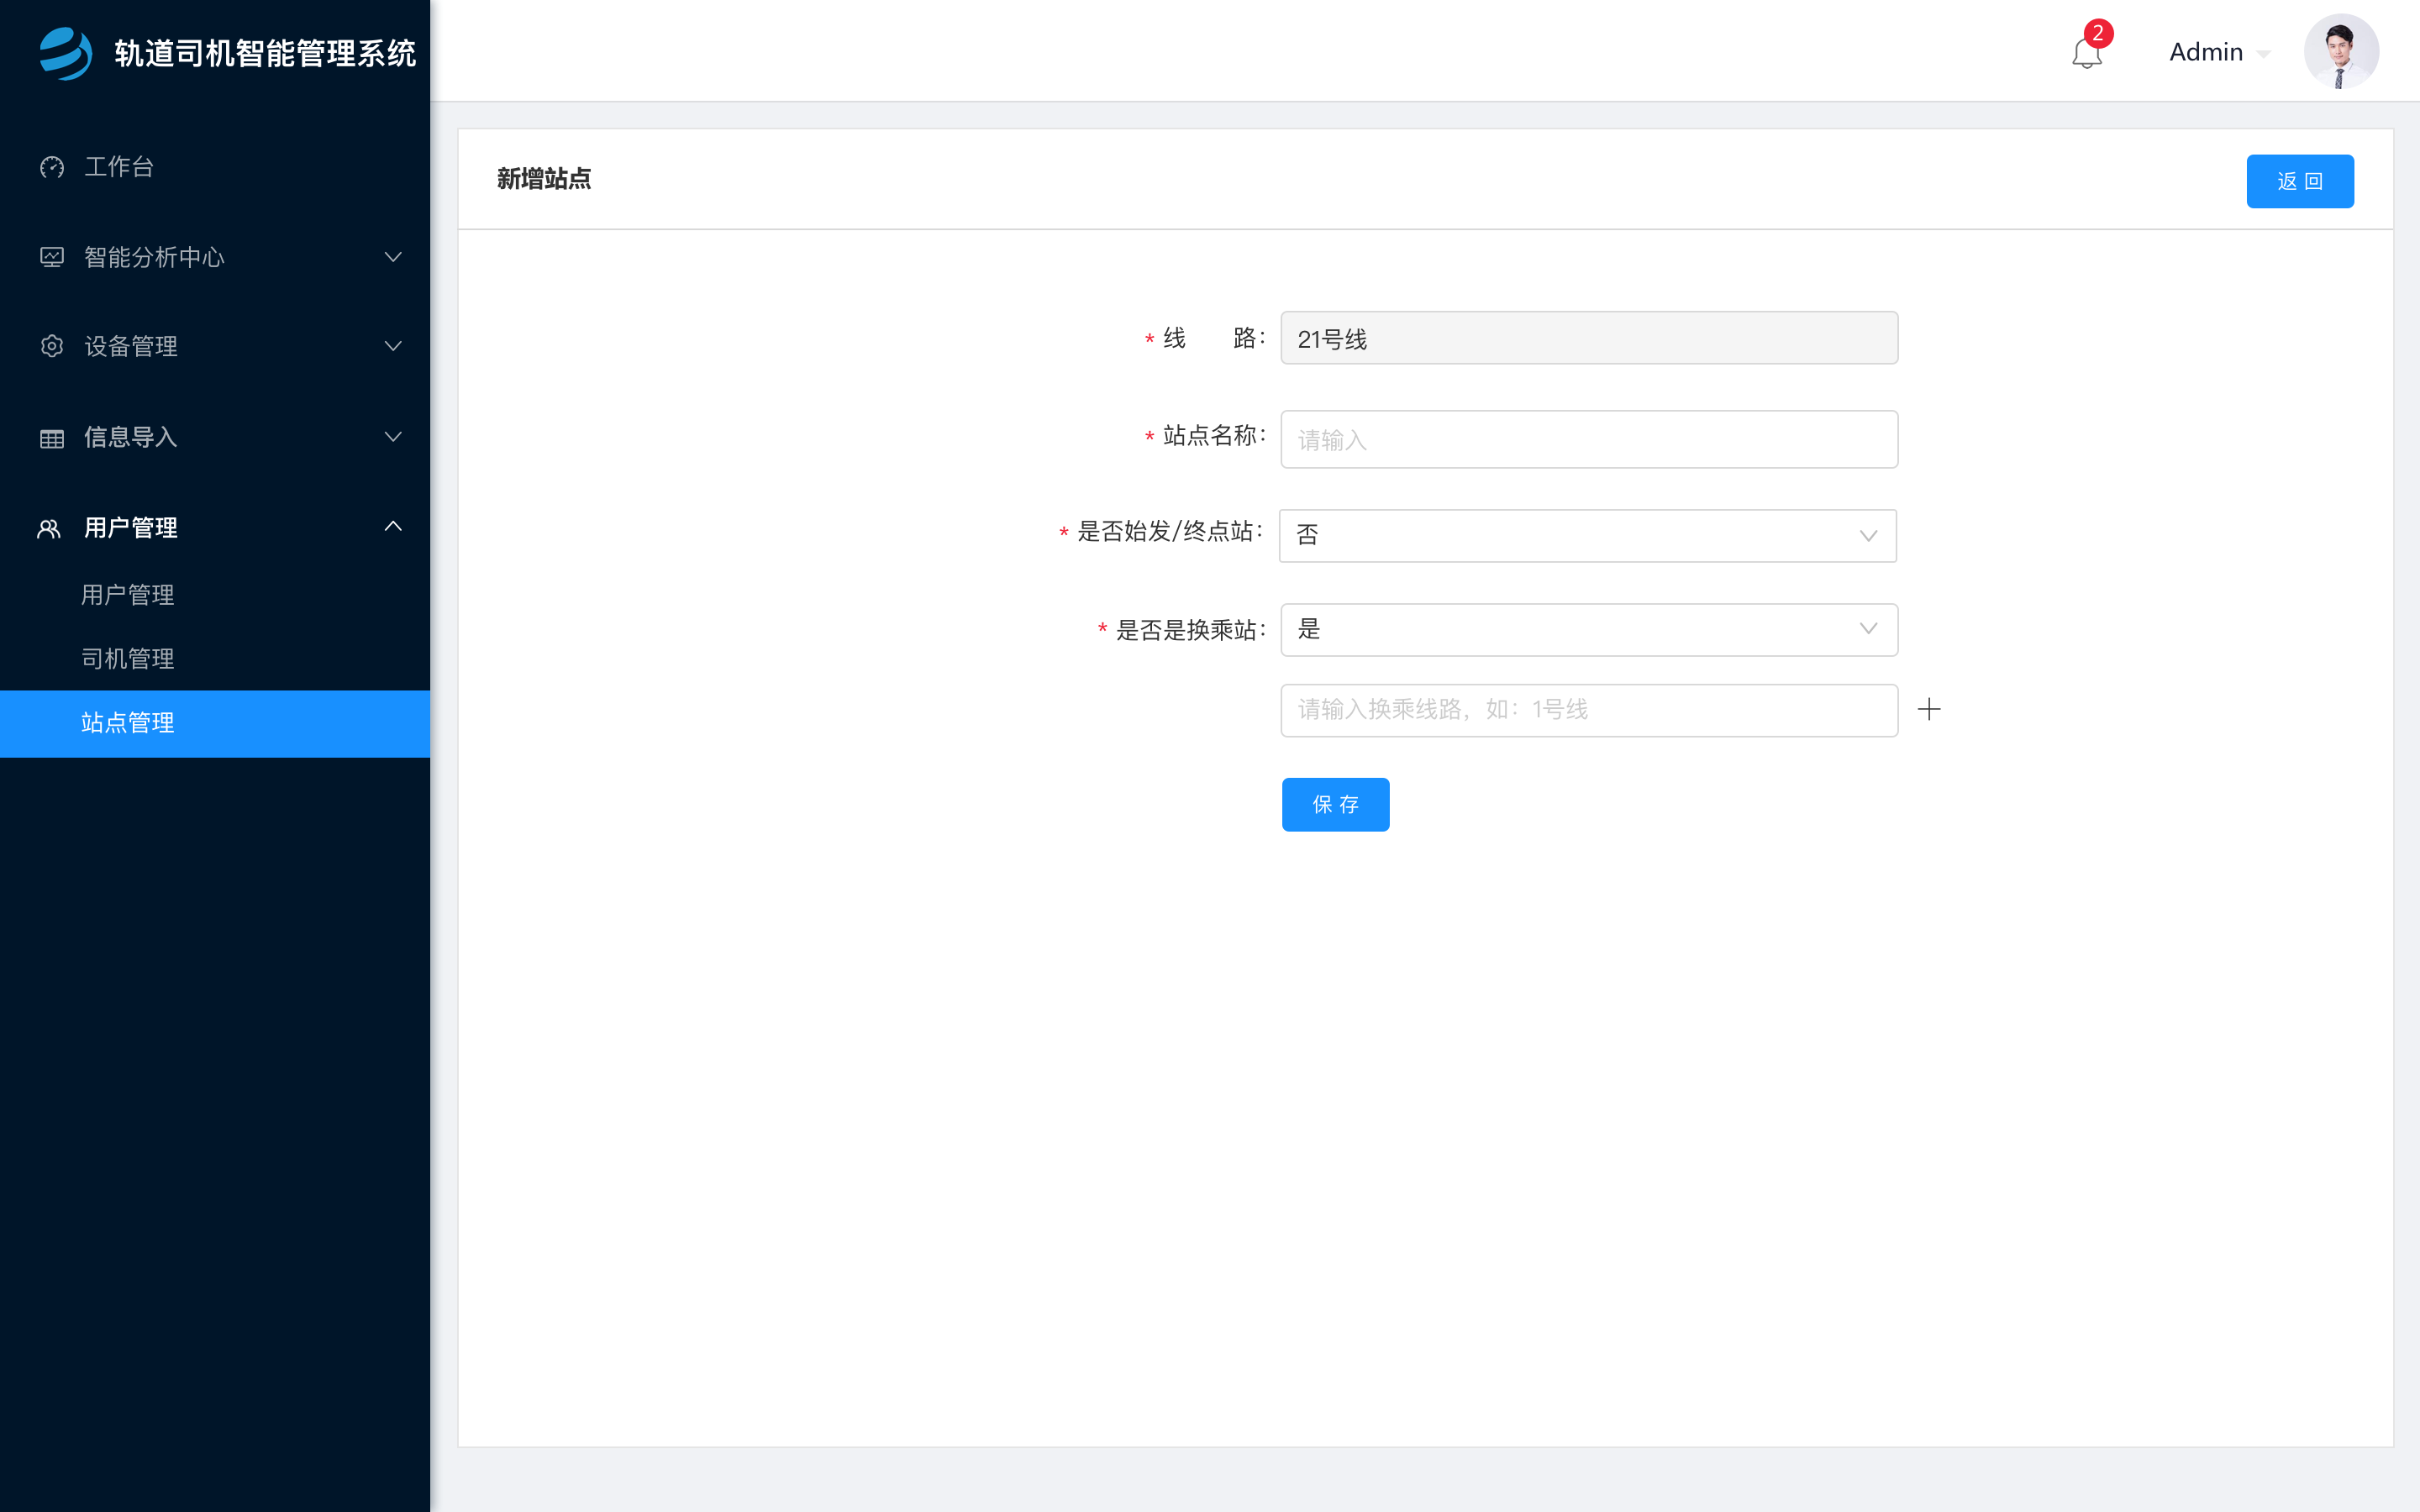 轨道司机智能管理系统
2
Admin
工作台
智能分析中心
设备管理
信息导入
用户管理
用户管理
司机管理
站点管理
新增站点
返 回
* 线 路:
21号线
* 站点名称:
请输入
* 是否始发/终点站:
否
* 是否是换乘站:
是
请输入换乘线路，如：1号线
保 存